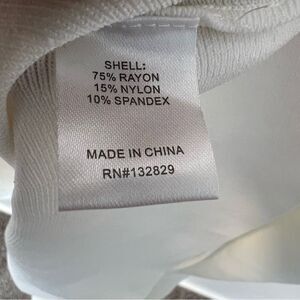 SHELL:
75% RAYON
15% NYLON
10% SPANDEX
MADE IN CHINA
RN#132829